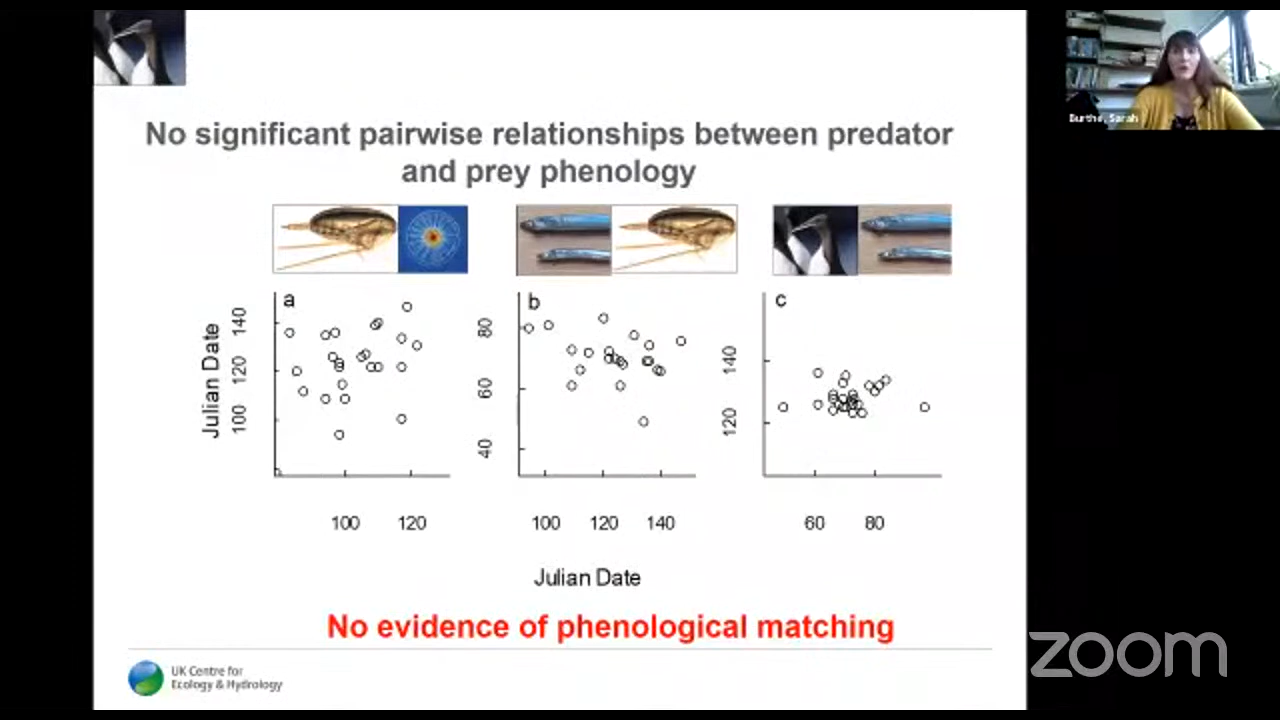 No significant pairwise relationships between predator
and prey phenology
Burthe, Sarah
a
b
c
Julian Date
140
120
100
80
60
40
140
120
100 120
100 120 140
60 80
Julian Date
No evidence of phenological matching
UK Centre for
Ecology & Hydrology
zoom